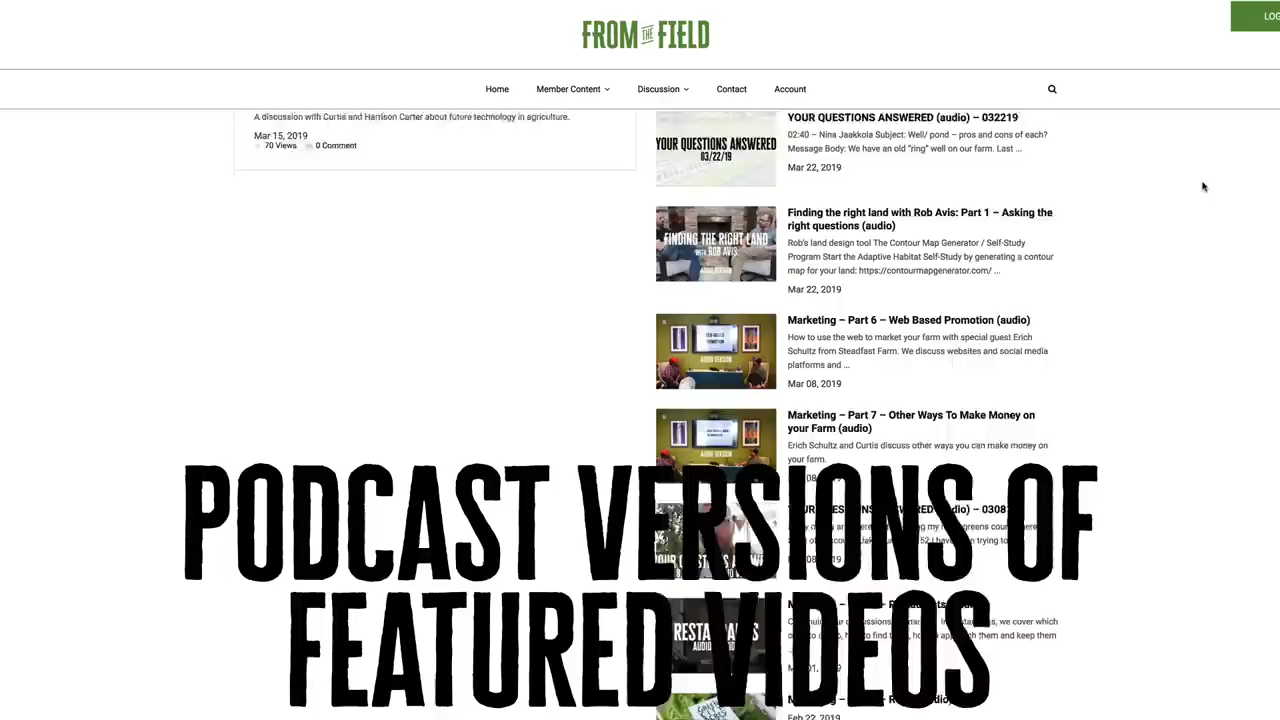 FROM THE FIELD
LOG
Home Member Content Discussion Contact Account
A discussion with Curtis and Harrison Carter about future technology in agriculture.
Mar 15, 2019
70 Views 0 Comment
YOUR QUESTIONS ANSWERED
03/22/19
YOUR QUESTIONS ANSWERED (audio) – 032219
02:40 – Nina Jaakkola Subject: Well/ pond – pros and cons of each?
Message Body: We have an old "ring" well on our farm. Last ...
Mar 22, 2019
FINDING THE RIGHT LAND
WITH ROB AVIS
AUDIO VERSION
Finding the right land with Rob Avis: Part 1 – Asking the
right questions (audio)
Rob's land design tool The Contour Map Generator / Self-Study
Program Start the Adaptive Habitat Self-Study by generating a contour
map for your land: https://contourmapgenerator.com/ ...
Mar 22, 2019
AUDIO VERSION
Marketing – Part 6 – Web Based Promotion (audio)
How to use the web to market your farm with special guest Erich
Schultz from Steadfast Farm. We discuss websites and social media
platforms and ...
Mar 08, 2019
AUDIO VERSION
Marketing – Part 7 – Other Ways To Make Money on
your Farm (audio)
Erich Schultz and Curtis discuss other ways you can make money on
your farm.
PODCAST VERSIONS OF
FEATURED VIDEOS
Feb 22, 2019